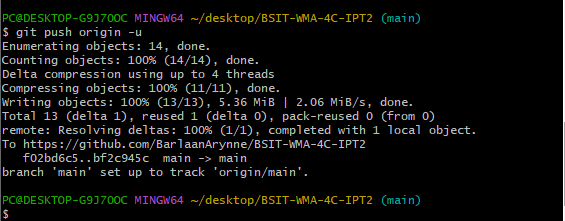 PC@DESKTOP-G9J7OOC MINGW64 ~/desktop/BSIT-WMA-4C-IPT2 (main)
$ git push origin -u
Enumerating objects: 14, done.
Counting objects: 100% (14/14), done.
Delta compression using up to 4 threads
Compressing objects: 100% (11/11), done.
Writing objects: 100% (13/13), 5.36 MiB | 2.06 MiB/s, done.
Total 13 (delta 1), reused 1 (delta 0), pack-reused 0 (from 0)
remote: Resolving deltas: 100% (1/1), completed with 1 local object.
To https://github.com/BarlaanArynne/BSIT-WMA-4C-IPT2
   f02bd6c5..bf2c945c  main -> main
branch 'main' set up to track 'origin/main'.
PC@DESKTOP-G9J7OOC MINGW64 ~/desktop/BSIT-WMA-4C-IPT2 (main)
$